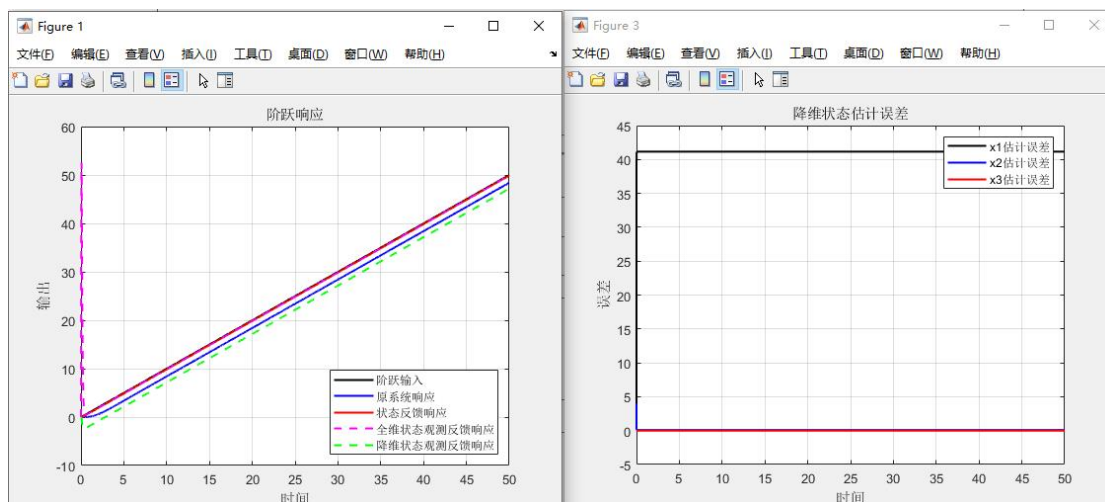 Figure 1
文件(F) 编辑(E) 查看(V) 插入(I) 工具(T) 桌面(D) 窗口(W) 帮助(H)
阶跃响应
60
50
40
30
20
10
0
-10
输出
阶跃输入
原系统响应
状态反馈响应
全维状态观测反馈响应
降维状态观测反馈响应
0 5 10 15 20 25 30 35 40 45 50
时间
Figure 3
文件(F) 编辑(E) 查看(V) 插入(I) 工具(T) 桌面(D) 窗口(W) 帮助(H)
降维状态估计误差
45
40
35
30
25
20
15
10
5
0
-5
误差
x1估计误差
x2估计误差
x3估计误差
0 5 10 15 20 25 30 35 40 45 50
时间